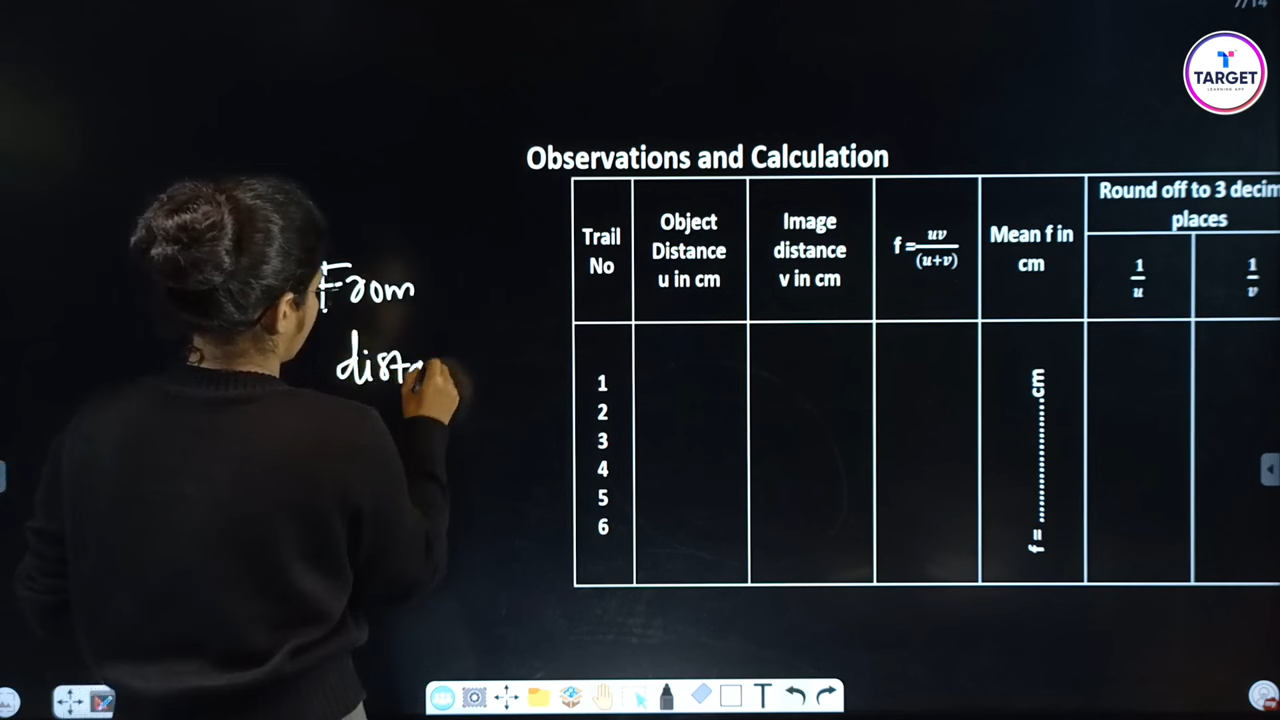 7/14
TARGET
LEARNING APP
Observations and Calculation
Trail No
Object Distance u in cm
Image distance v in cm
f = uv/(u+v)
Mean f in cm
Round off to 3 decim places
1/u
1/v
1
2
3
4
5
6
f = ........................cm
From
dist
T